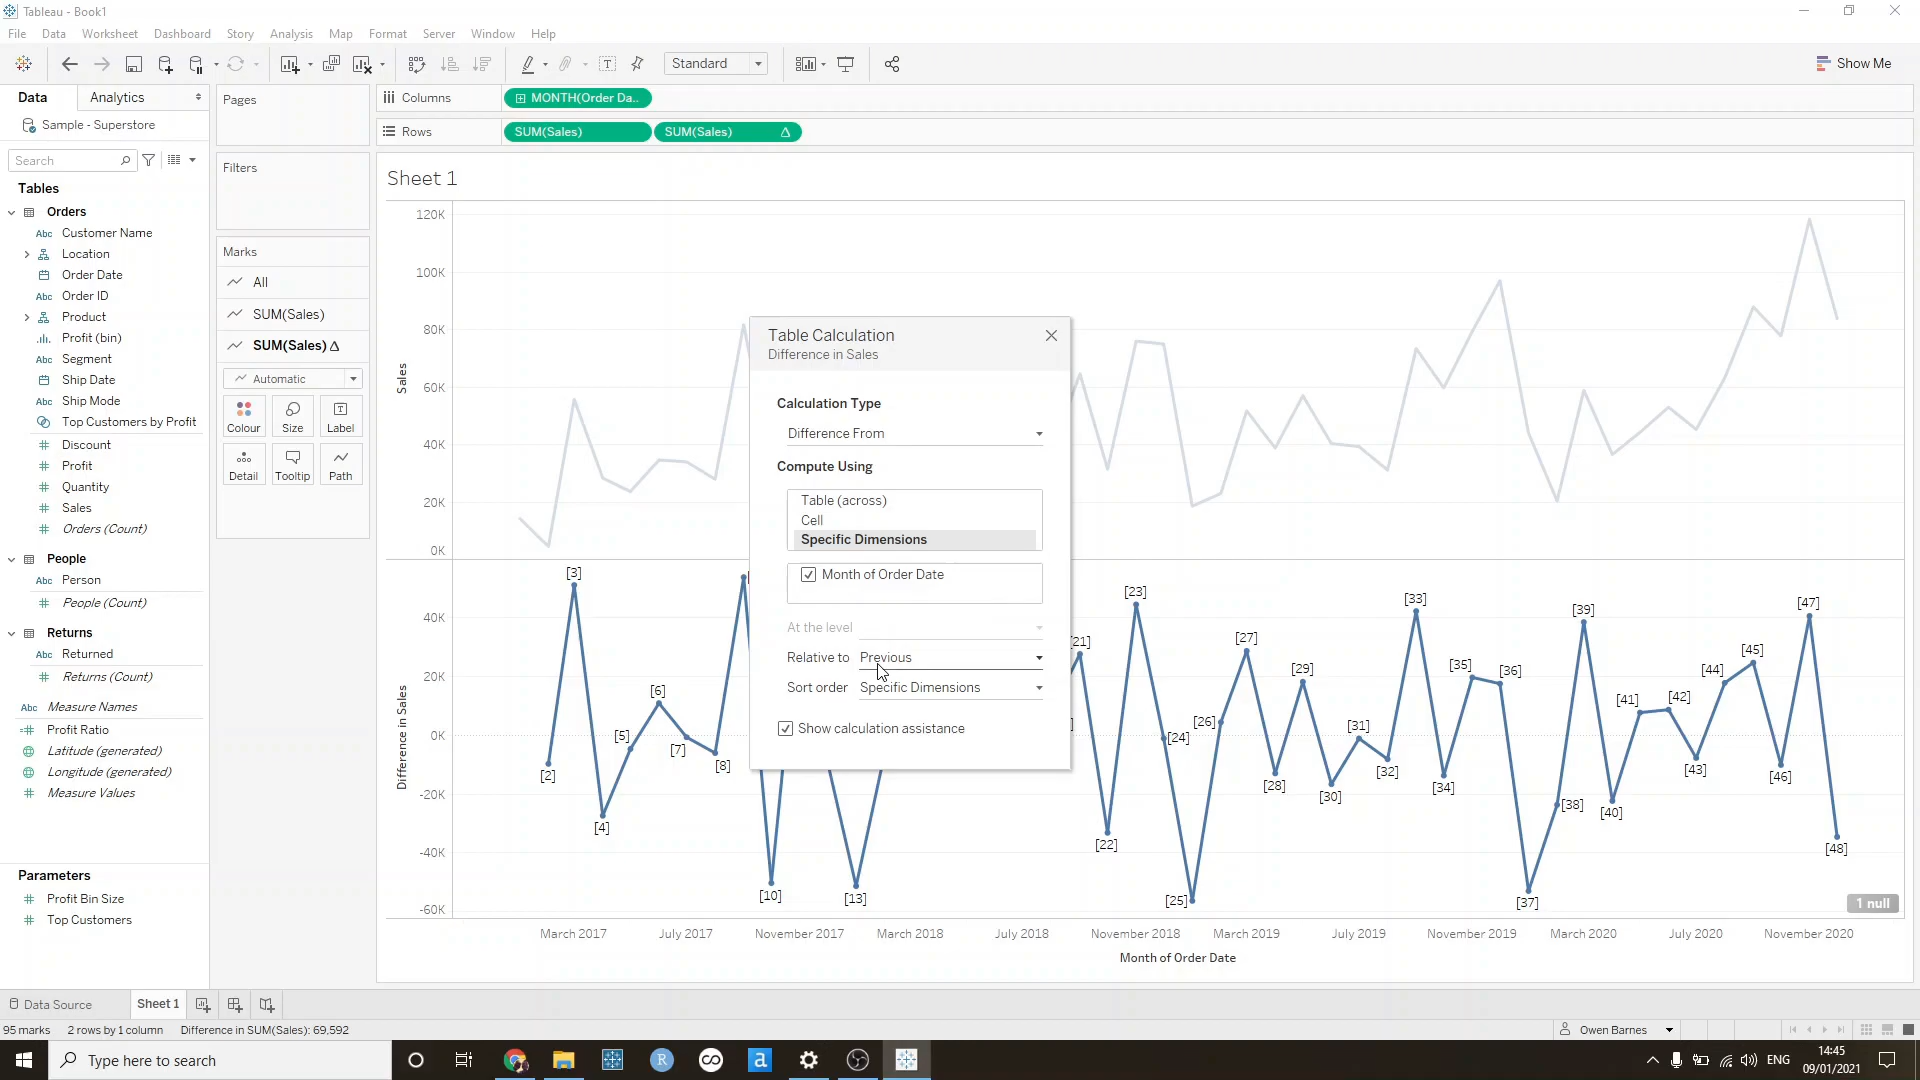 Tableau - Book1
File Data Worksheet Dashboard Story Analysis Map Format Server Window Help
Standard
Show Me
Data Analytics
Sample - Superstore
Search
Tables
Orders
Abc Customer Name
Location
Order Date
Abc Order ID
Product
Profit (bin)
Abc Segment
Ship Date
Abc Ship Mode
Top Customers by Profit
Discount
Profit
Quantity
Sales
Orders (Count)
People
Abc Person
People (Count)
Returns
Abc Returned
Returns (Count)
Abc Measure Names
Profit Ratio
Latitude (generated)
Longitude (generated)
Measure Values
Parameters
Profit Bin Size
Top Customers
Pages
Filters
Marks
All
SUM(Sales)
SUM(Sales) Δ
Automatic
Colour Size Label
Detail Tooltip Path
Columns MONTH(Order Da..
Rows SUM(Sales) SUM(Sales) Δ
Sheet 1
120K
100K
80K
60K
40K
20K
0K
Sales
40K
20K
0K
-20K
-40K
-60K
Difference in Sales
[2]
[3]
[4]
[5]
[6]
[7]
[8]
[10]
[13]
[21]
[22]
[23]
[24]
[25]
[26]
[27]
[28]
[29]
[30]
[31]
[32]
[33]
[34]
[35]
[36]
[37]
[38]
[39]
[40]
[41]
[42]
[43]
[44]
[45]
[46]
[47]
[48]
1 null
March 2017 July 2017 November 2017 March 2018 July 2018 November 2018 March 2019 July 2019 November 2019 March 2020 July 2020 November 2020
Month of Order Date
Table Calculation
Difference in Sales
Calculation Type
Difference From
Compute Using
Table (across)
Cell
Specific Dimensions
Month of Order Date
At the level
Relative to Previous
Sort order Specific Dimensions
Show calculation assistance
Data Source Sheet 1
95 marks 2 rows by 1 column Difference in SUM(Sales): 69,592
Owen Barnes
Type here to search
R
a
ENG
14:45
09/01/2021